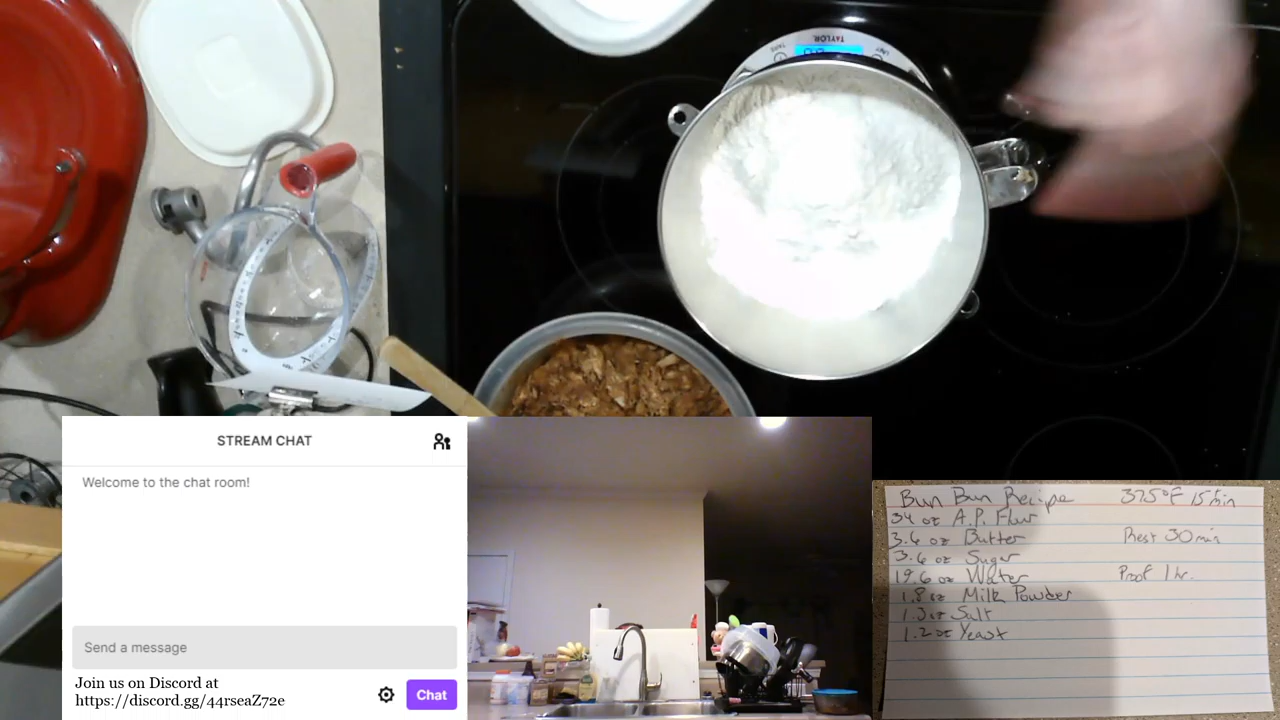 TAYLOR
STREAM CHAT
Welcome to the chat room!
Send a message
Join us on Discord at
https://discord.gg/44rseaZ72e
Chat
Bun Bun Recipe 375°F 15 min
34 oz A.P. Flour
3.6 oz Butter Rest 30 min
3.6 oz Sugar
19.6 oz Water Proof 1 hr.
1.8 oz Milk Powder
1.3 oz Salt
1.2 oz Yeast